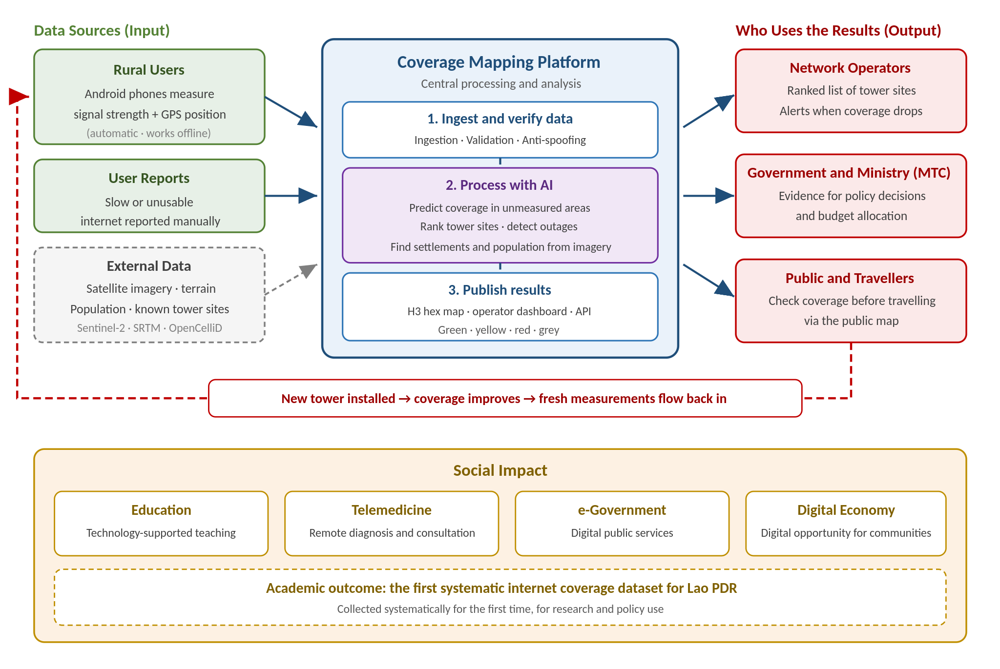 Data Sources (Input)
Rural Users
Android phones measure
signal strength + GPS position
(automatic · works offline)
User Reports
Slow or unusable
internet reported manually
External Data
Satellite imagery · terrain
Population · known tower sites
Sentinel-2 · SRTM · OpenCelliD
Coverage Mapping Platform
Central processing and analysis
1. Ingest and verify data
Ingestion · Validation · Anti-spoofing
2. Process with AI
Predict coverage in unmeasured areas
Rank tower sites · detect outages
Find settlements and population from imagery
3. Publish results
H3 hex map · operator dashboard · API
Green · yellow · red · grey
Who Uses the Results (Output)
Network Operators
Ranked list of tower sites
Alerts when coverage drops
Government and Ministry (MTC)
Evidence for policy decisions
and budget allocation
Public and Travellers
Check coverage before travelling
via the public map
New tower installed → coverage improves → fresh measurements flow back in
Social Impact
Education
Technology-supported teaching
Telemedicine
Remote diagnosis and consultation
e-Government
Digital public services
Digital Economy
Digital opportunity for communities
Academic outcome: the first systematic internet coverage dataset for Lao PDR
Collected systematically for the first time, for research and policy use